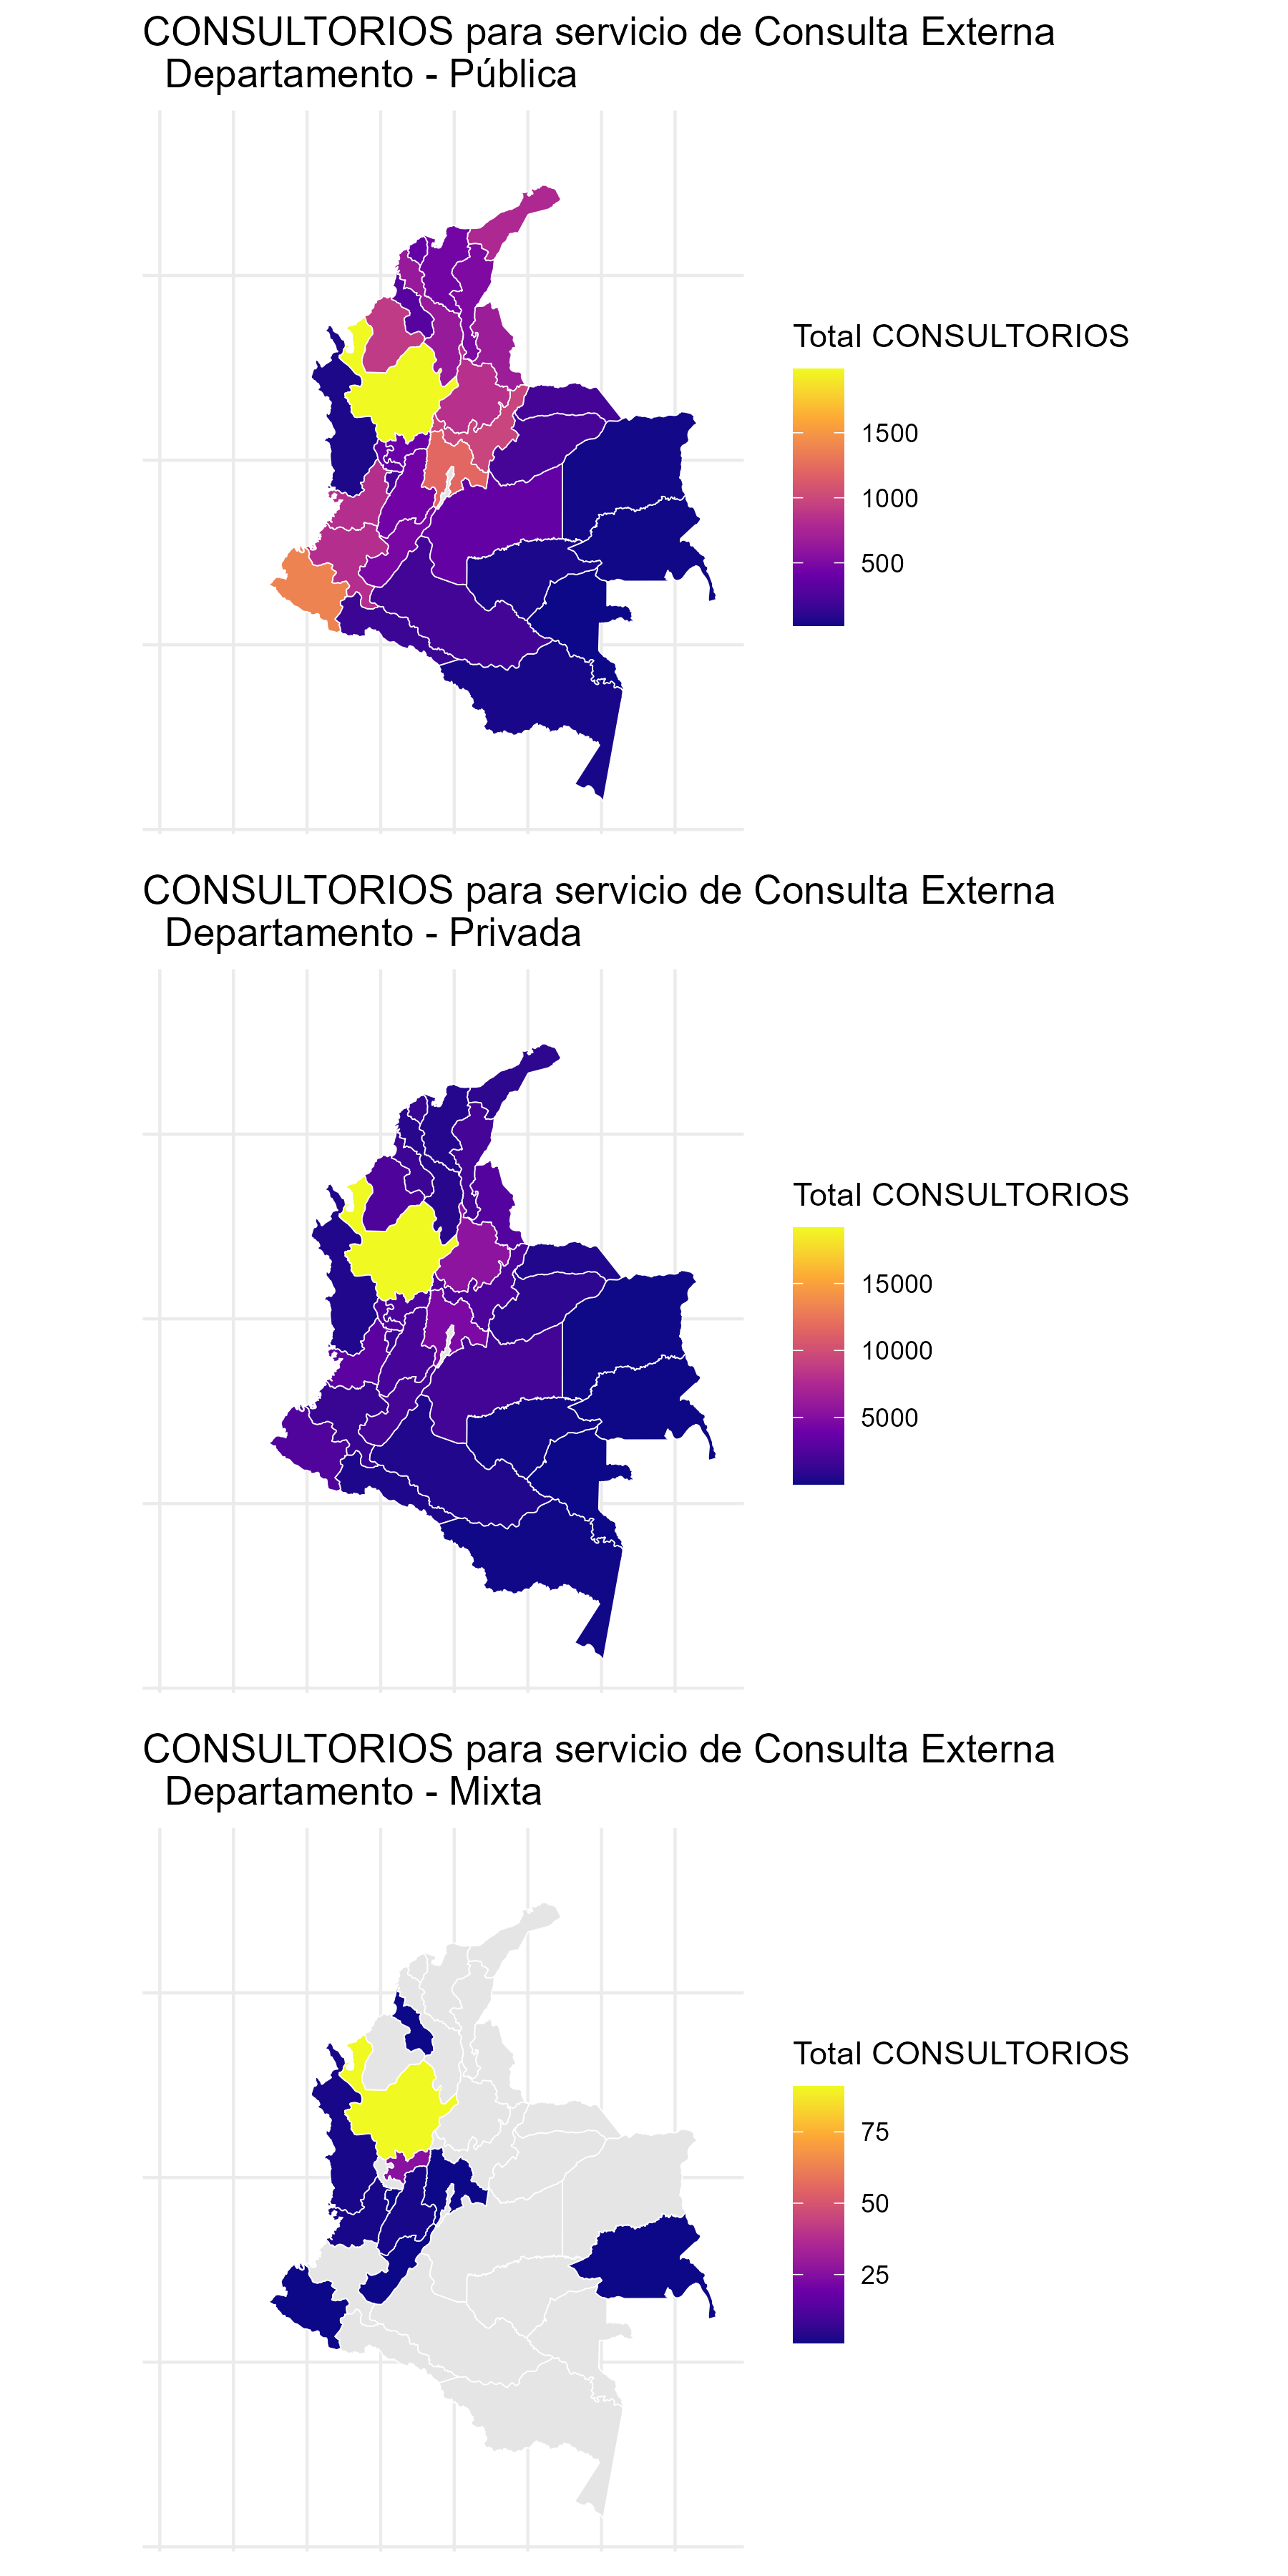 CONSULTORIOS para servicio de Consulta Externa
Departamento - Pública
Total CONSULTORIOS
1500
1000
500
CONSULTORIOS para servicio de Consulta Externa
Departamento - Privada
Total CONSULTORIOS
15000
10000
5000
CONSULTORIOS para servicio de Consulta Externa
Departamento - Mixta
Total CONSULTORIOS
75
50
25